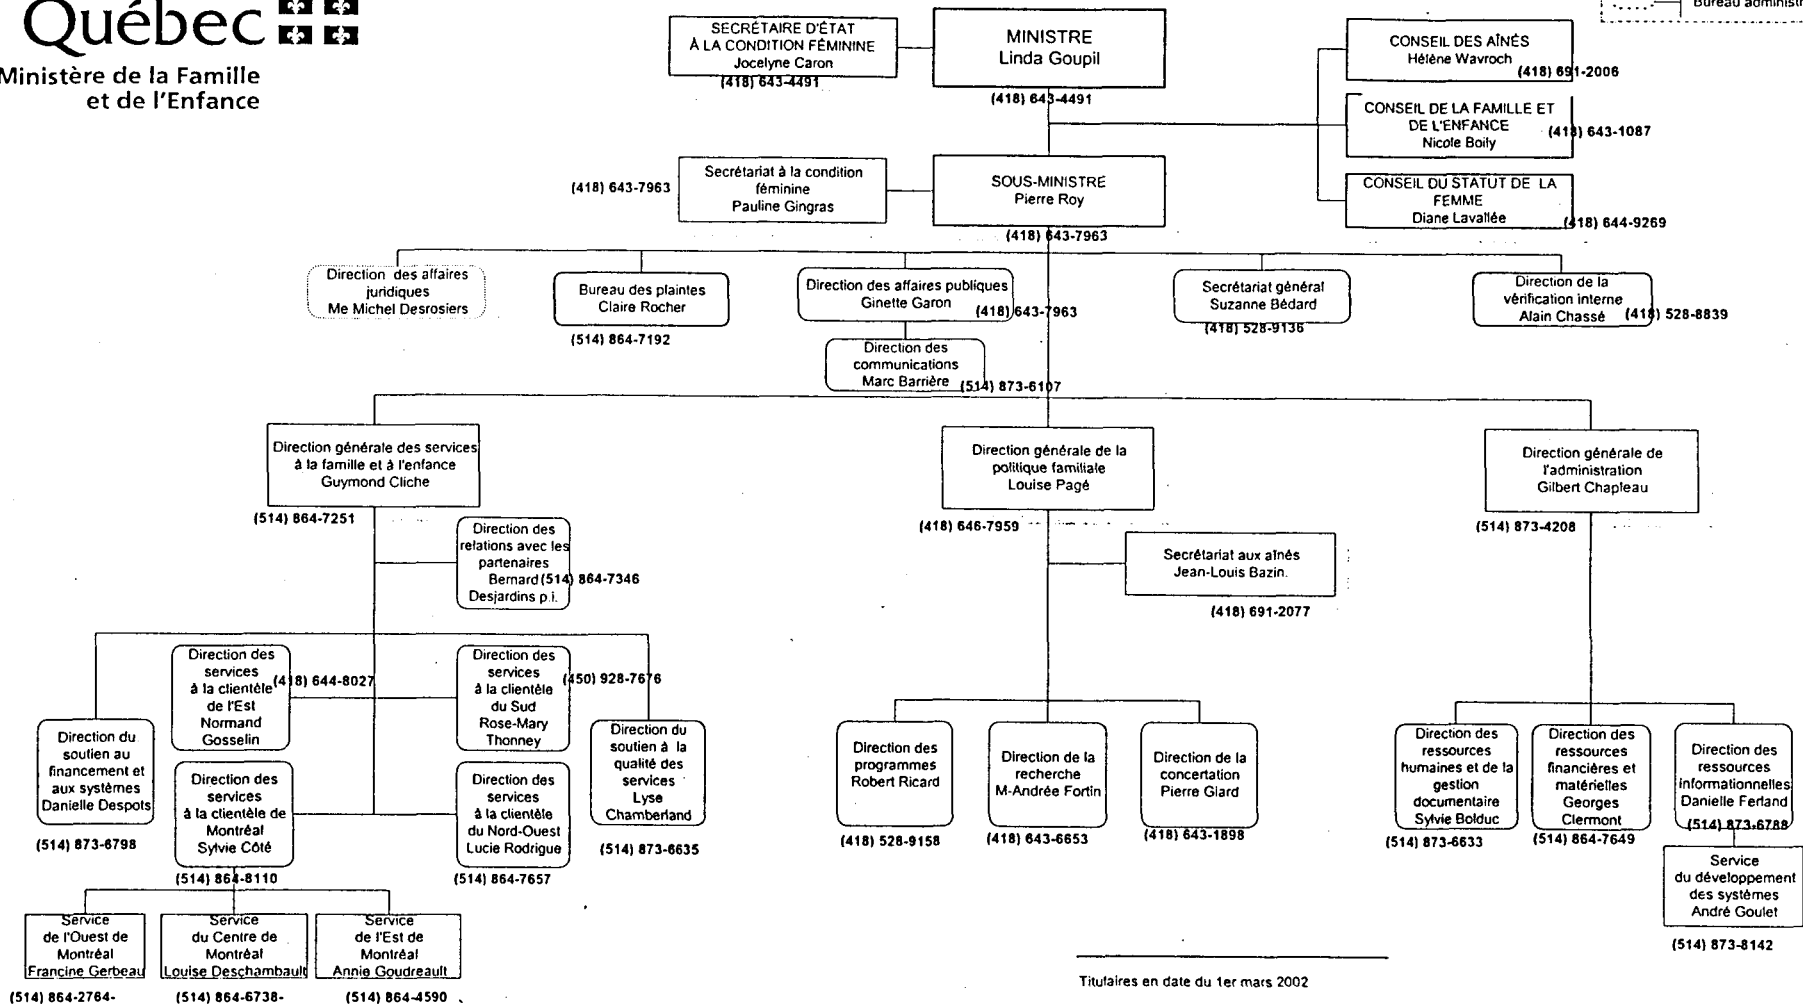 Québec
Ministère de la Famille
et de l'Enfance
Bureau administr
SECRÉTAIRE D'ÉTAT
À LA CONDITION FÉMININE
Jocelyne Caron
(418) 643-4491
MINISTRE
Linda Goupil
(418) 643-4491
CONSEIL DES AÎNÉS
Hélène Wavroch
(418) 691-2006
CONSEIL DE LA FAMILLE ET
DE L'ENFANCE
Nicole Boily
(418) 643-1087
CONSEIL DU STATUT DE LA
FEMME
Diane Lavallée
(418) 644-9269
(418) 643-7963
Secrétariat à la condition
féminine
Pauline Gingras
SOUS-MINISTRE
Pierre Roy
(418) 643-7963
Direction des affaires
juridiques
Me Michel Desrosiers
Bureau des plaintes
Claire Rocher
(514) 864-7192
Direction des affaires publiques
Ginette Garon
(418) 643-7963
Direction des
communications
Marc Barrière
(514) 873-6107
Secrétariat général
Suzanne Bédard
(418) 528-9136
Direction de la
vérification interne
Alain Chassé
(418) 528-8839
Direction générale des services
à la famille et à l'enfance
Guymond Cliche
(514) 864-7251
Direction des
relations avec les
partenaires
Bernard (514) 864-7346
Desjardins p.i.
Direction générale de la
politique familiale
Louise Pagé
(418) 646-7959
Secrétariat aux aînés
Jean-Louis Bazin.
(418) 691-2077
Direction générale de
l'administration
Gilbert Chapleau
(514) 873-4208
Direction du
soutien au
financement et
aux systèmes
Danielle Despots
(514) 873-6798
Direction des
services
à la clientèle
de l'Est
Normand
Gosselin
(418) 644-8027
Direction des
services
à la clientèle
du Sud
Rose-Mary
Thonney
(450) 928-7676
Direction du
soutien à la
qualité des
services
Lyse
Chamberland
(514) 873-6635
Direction des
services
à la clientèle de
Montréal
Sylvie Côté
(514) 864-8110
Direction des
services
à la clientèle
du Nord-Ouest
Lucie Rodrigue
(514) 864-7657
Service
de l'Ouest de
Montréal
Francine Gerbeau
(514) 864-2764-
Service
du Centre de
Montréal
Louise Deschambault
(514) 864-6738-
Service
de l'Est de
Montréal
Annie Goudreault
(514) 864-4590
Direction des
programmes
Robert Ricard
(418) 528-9158
Direction de la
recherche
M-Andrée Fortin
(418) 643-6653
Direction de la
concertation
Pierre Giard
(418) 643-1898
Direction des
ressources
humaines et de la
gestion
documentaire
Sylvie Bolduc
(514) 873-6633
Direction des
ressources
financières et
matérielles
Georges
Clermont
(514) 864-7649
Direction des
ressources
informationnelles
Danielle Ferland
(514) 873-6788
Service
du développement
des systèmes
André Goulet
(514) 873-8142
Titulaires en date du 1er mars 2002